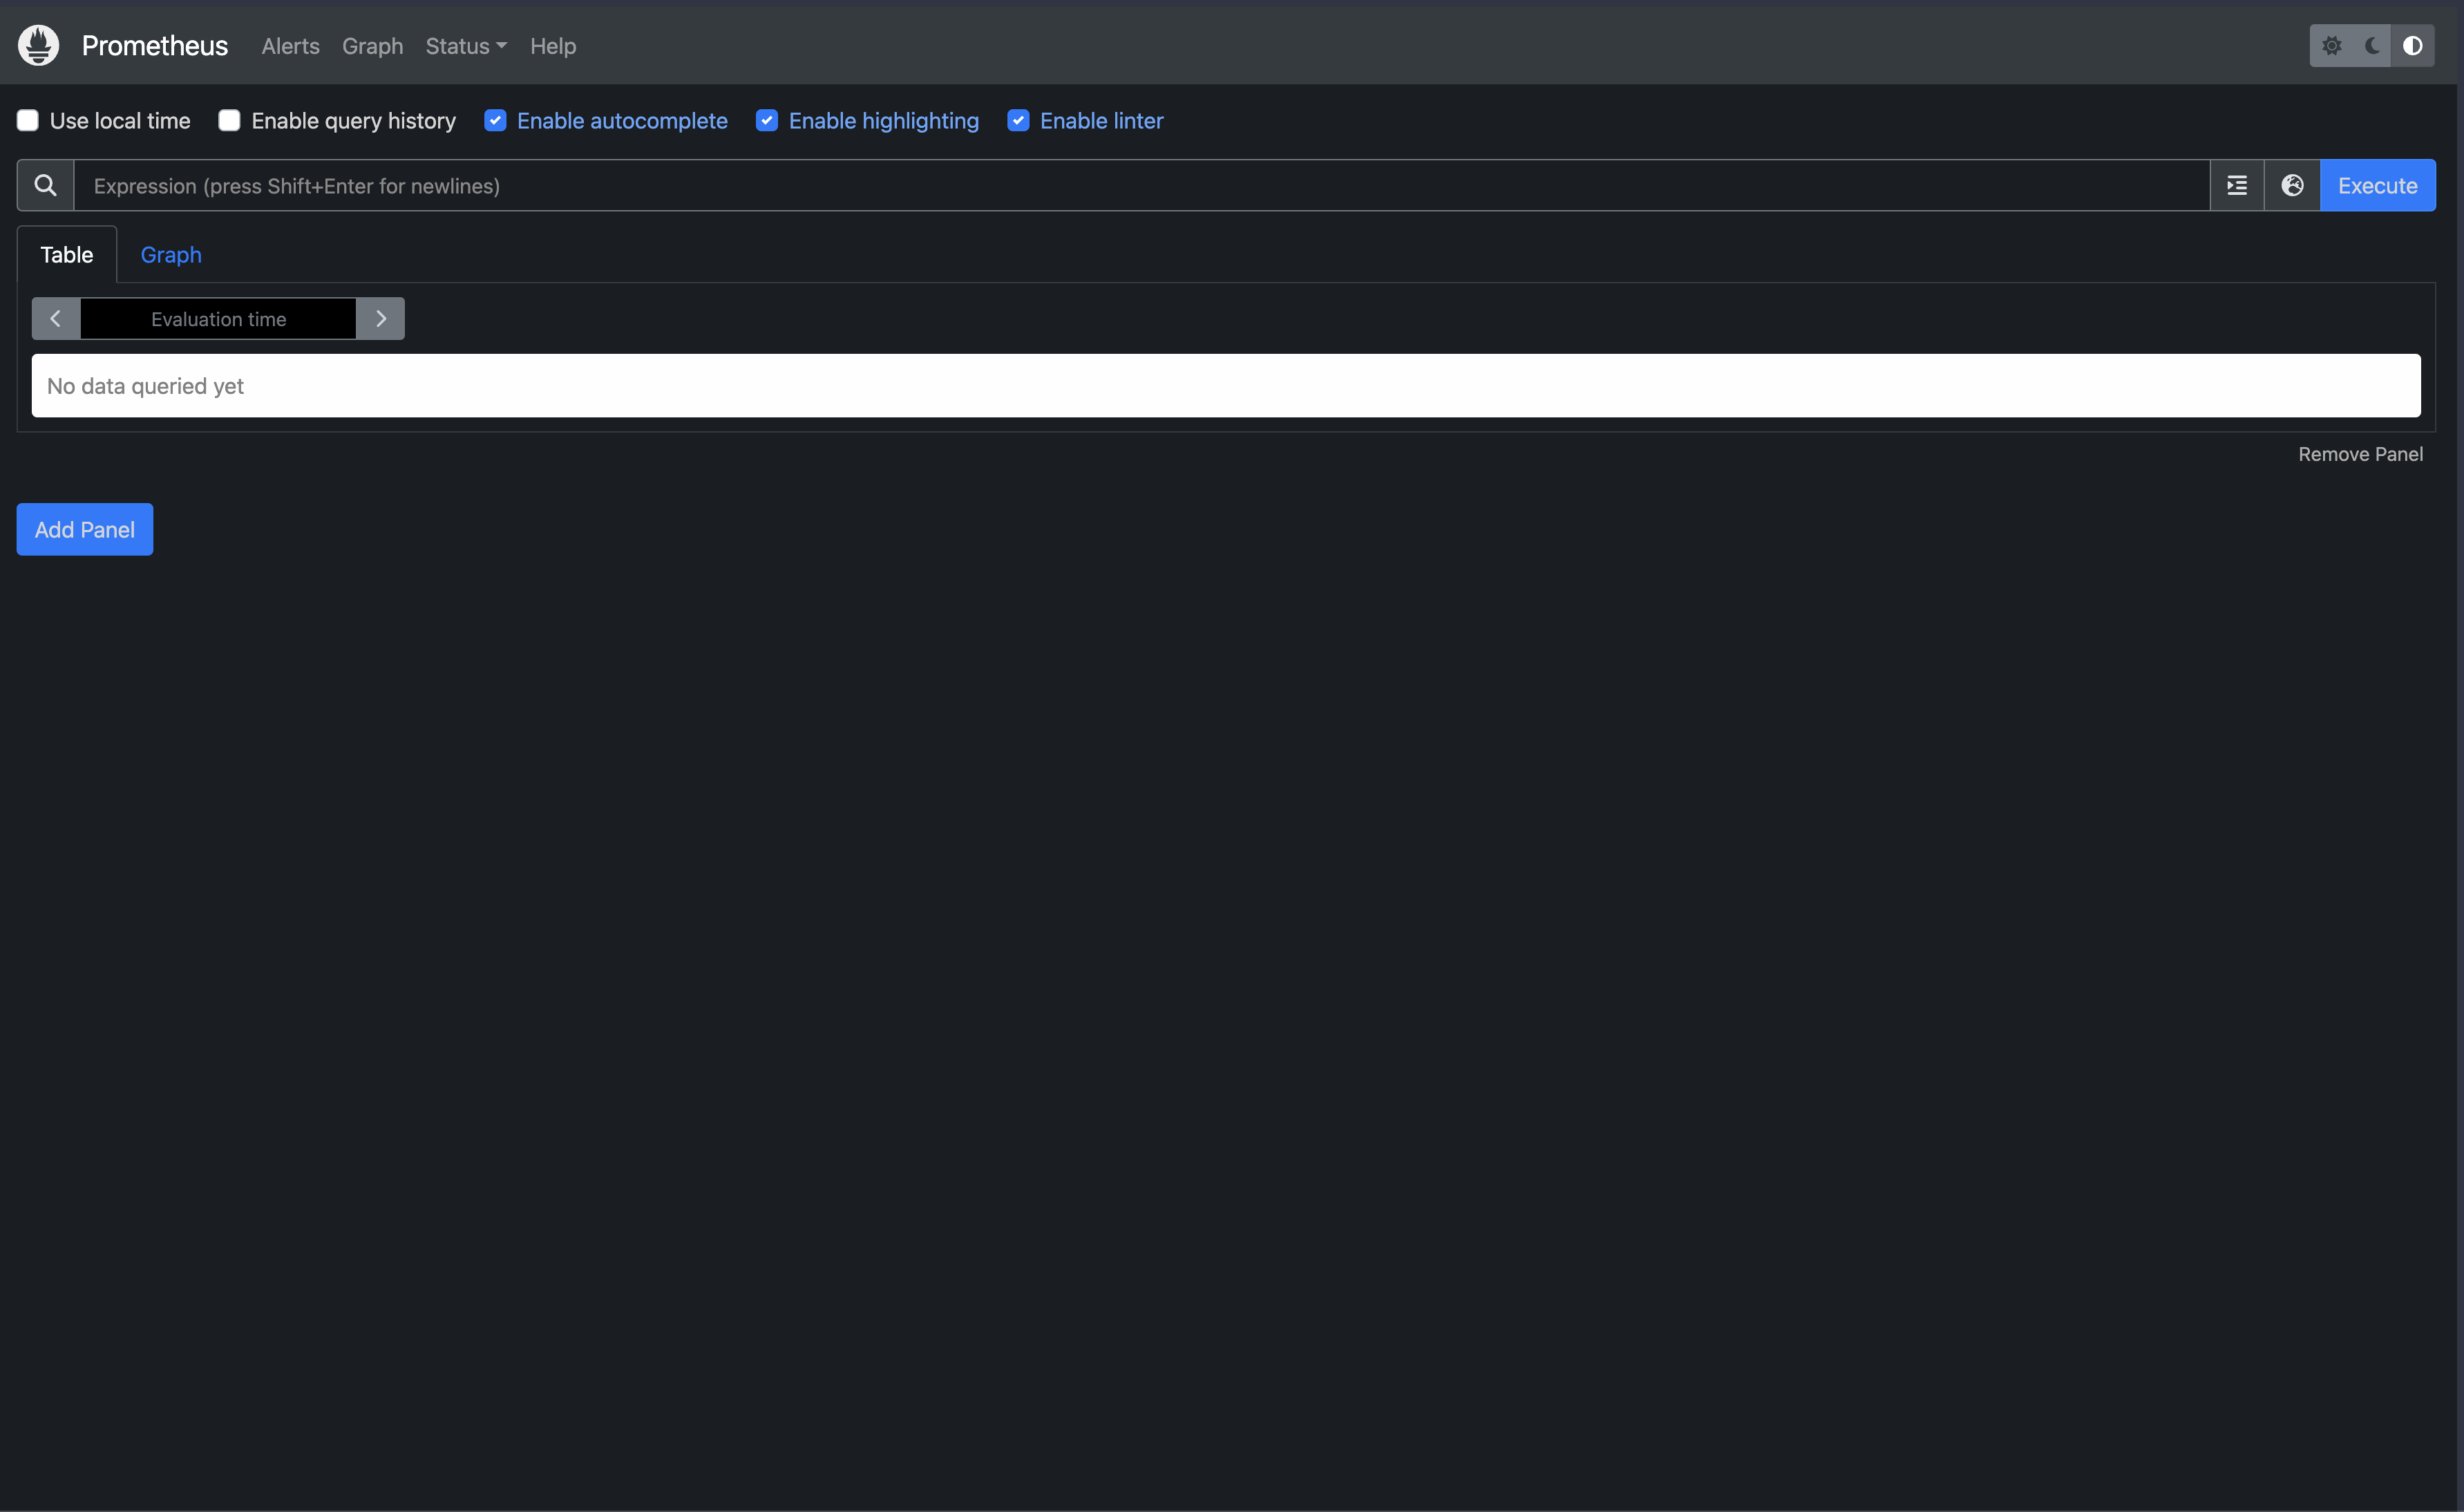 Prometheus Alerts Graph Status Help
Use local time Enable query history Enable autocomplete Enable highlighting Enable linter
Expression (press Shift+Enter for newlines) Execute
Table Graph
Evaluation time
No data queried yet
Remove Panel
Add Panel